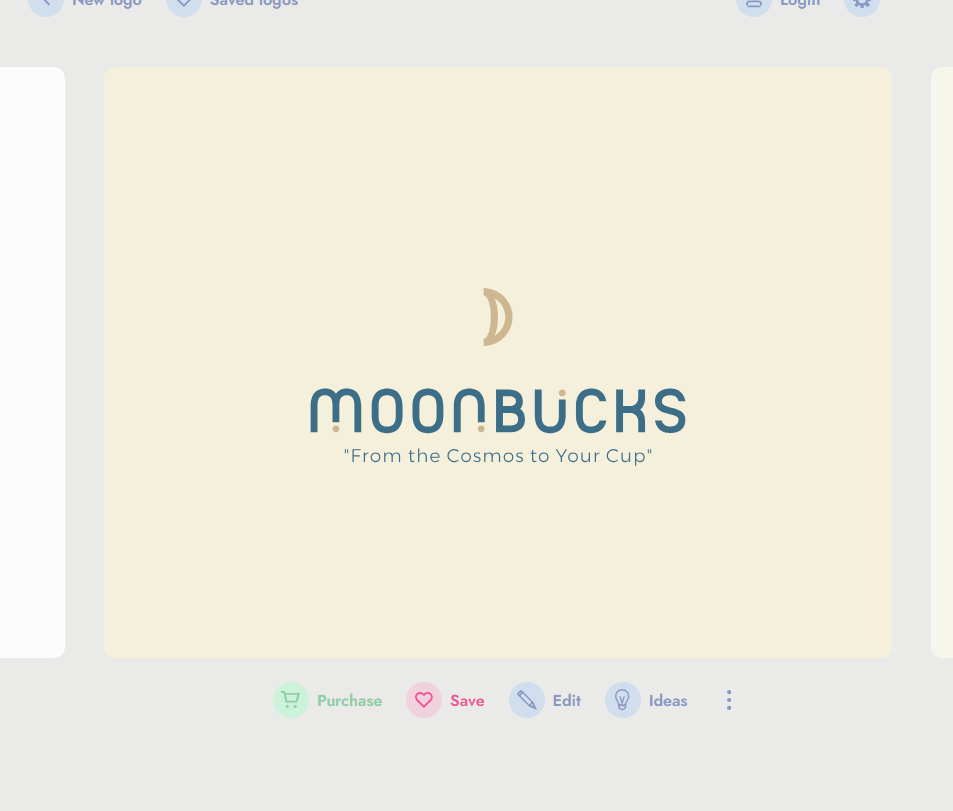 New logo Saved logos Login
mOONBUCKS
"From the Cosmos to Your Cup"
Purchase Save Edit Ideas